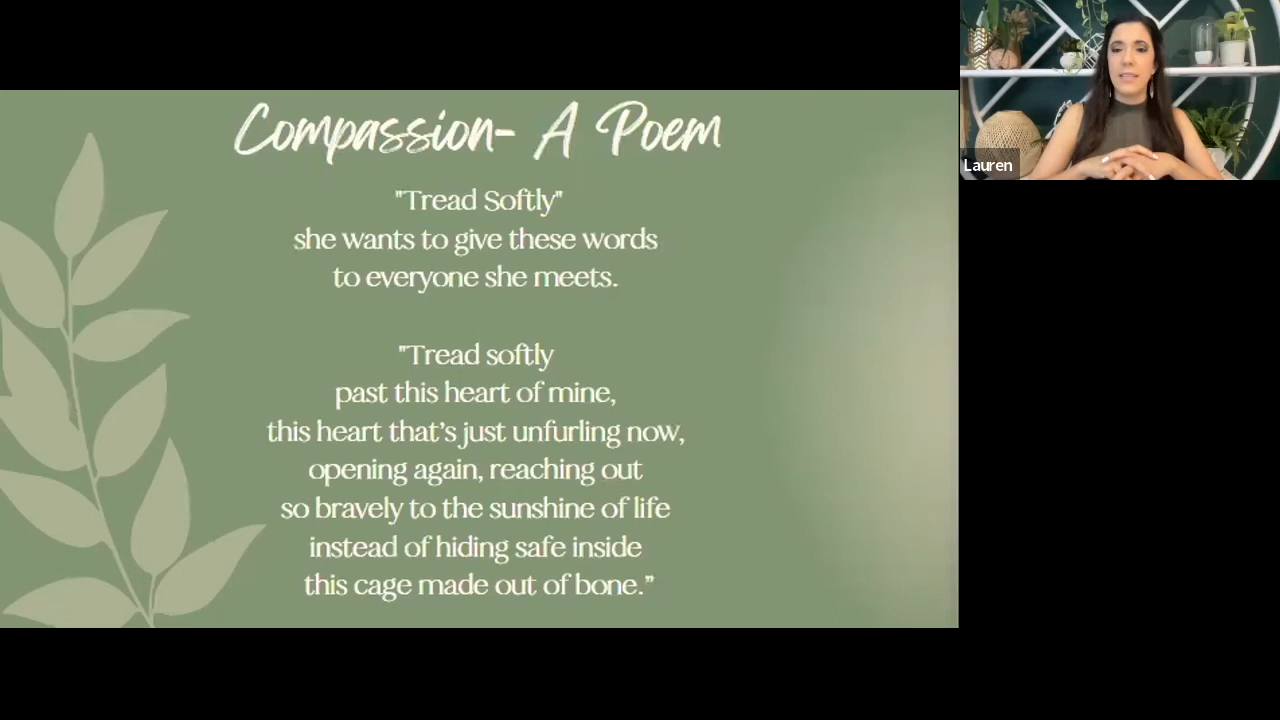 Compassion- A Poem
"Tread Softly"
she wants to give these words
to everyone she meets.
"Tread softly
past this heart of mine,
this heart that’s just unfurling now,
opening again, reaching out
so bravely to the sunshine of life
instead of hiding safe inside
this cage made out of bone.”
Lauren